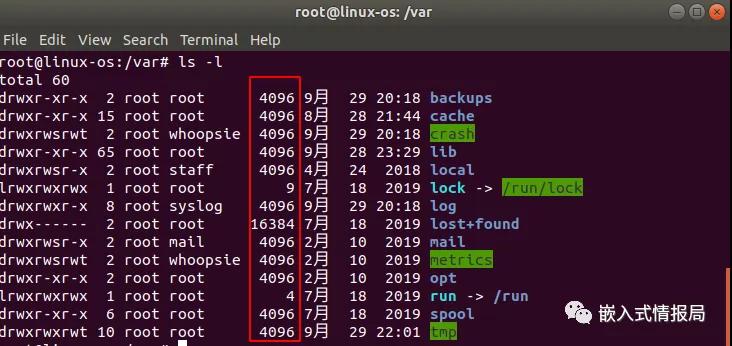 root@linux-os: /var
File Edit View Search Terminal Help
root@linux-os:/var# ls -l
total 60
drwxr-xr-x 2 root root 4096 9月 29 20:18 backups
drwxr-xr-x 15 root root 4096 8月 28 21:44 cache
drwxrwsrwt 2 root whoopsie 4096 9月 29 20:18 crash
drwxr-xr-x 65 root root 4096 9月 28 23:29 lib
drwxrwsr-x 2 root staff 4096 4月 24 2018 local
lrwxrwxrwx 1 root root 9 7月 18 2019 lock -> /run/lock
drwxrwxr-x 8 root syslog 4096 9月 29 20:18 log
drwx------ 2 root root 16384 7月 18 2019 lost+found
drwxrwsr-x 2 root mail 4096 2月 10 2019 mail
drwxrwsrwt 2 root whoopsie 4096 2月 10 2019 metrics
drwxr-xr-x 2 root root 4096 2月 10 2019 opt
lrwxrwxrwx 1 root root 4 7月 18 2019 run -> /run
drwxr-xr-x 6 root root 4096 7月 18 2019 spool
drwxrwxrwt 10 root root 4096 9月 29 22:01 tmp
嵌入式情报局